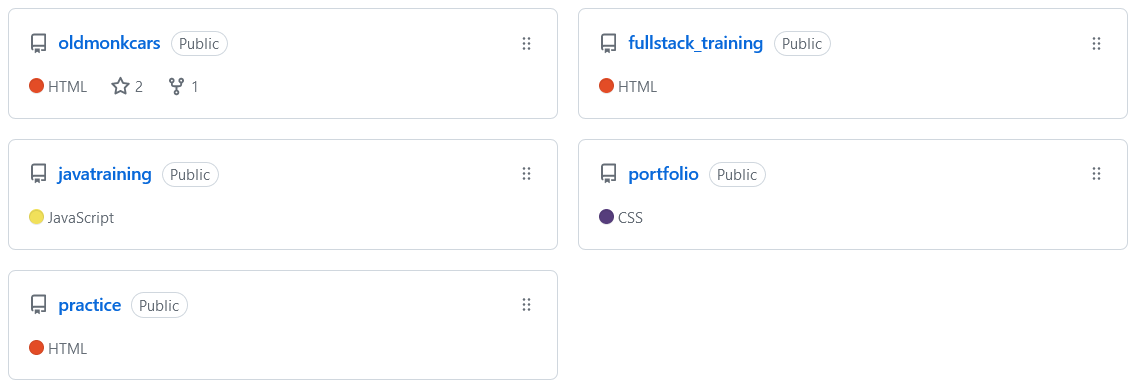 oldmonkcars Public
HTML 2 1
fullstack_training Public
HTML
javatraining Public
JavaScript
portfolio Public
CSS
practice Public
HTML